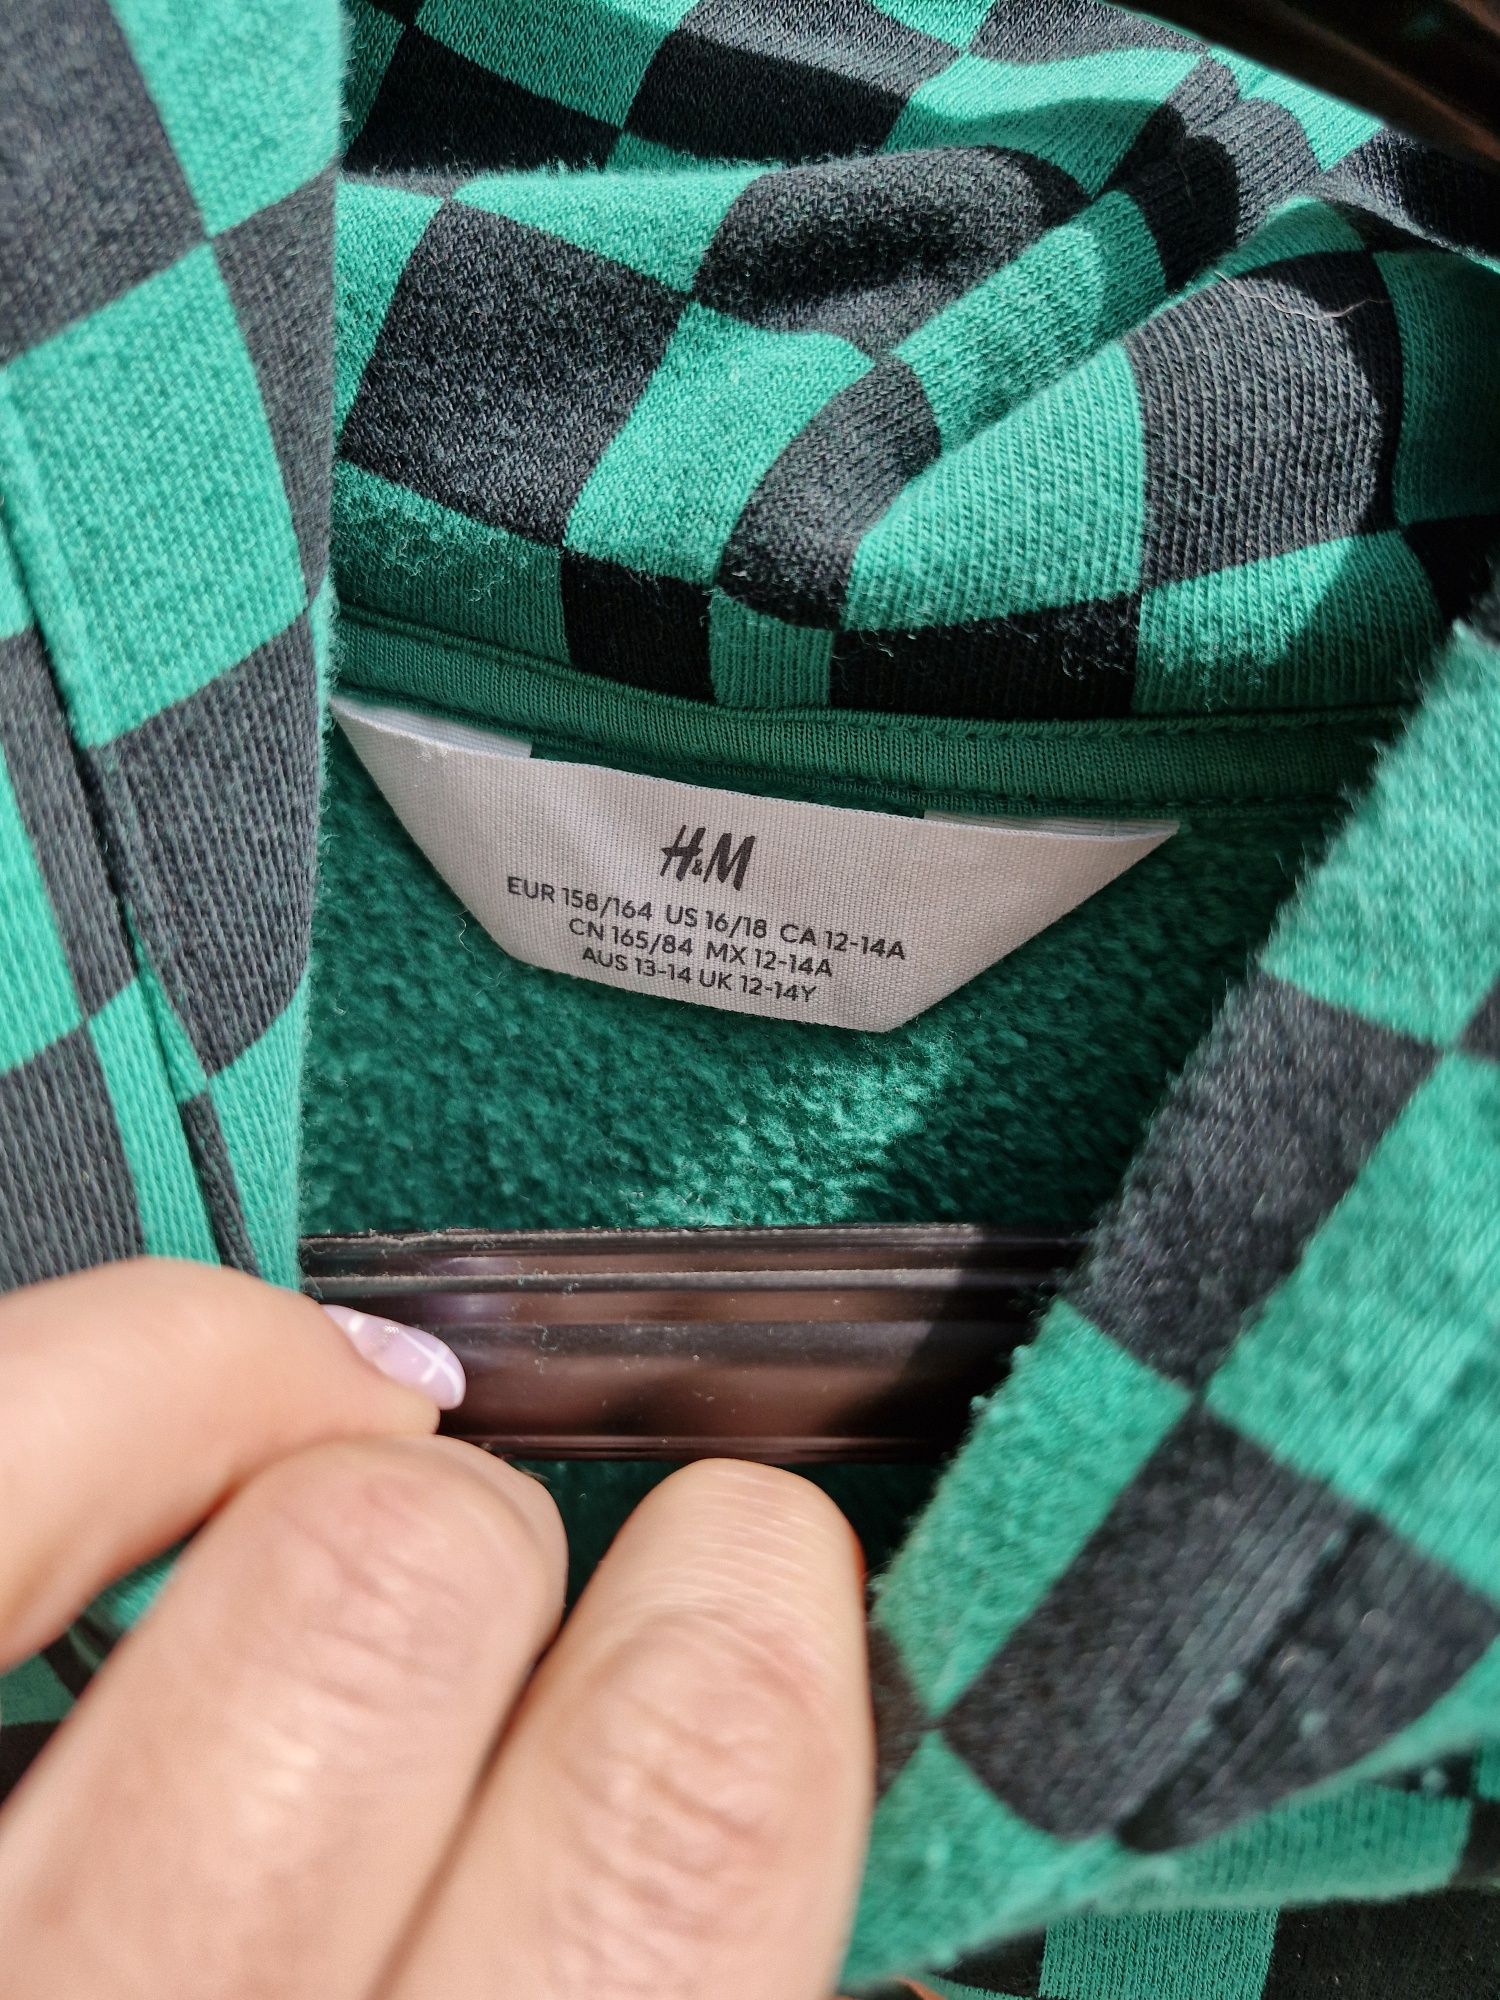 H&M
EUR 158/164 US 16/18 CA 12-14A
CN 165/84 MX 12-14A
AUS 13-14 UK 12-14Y